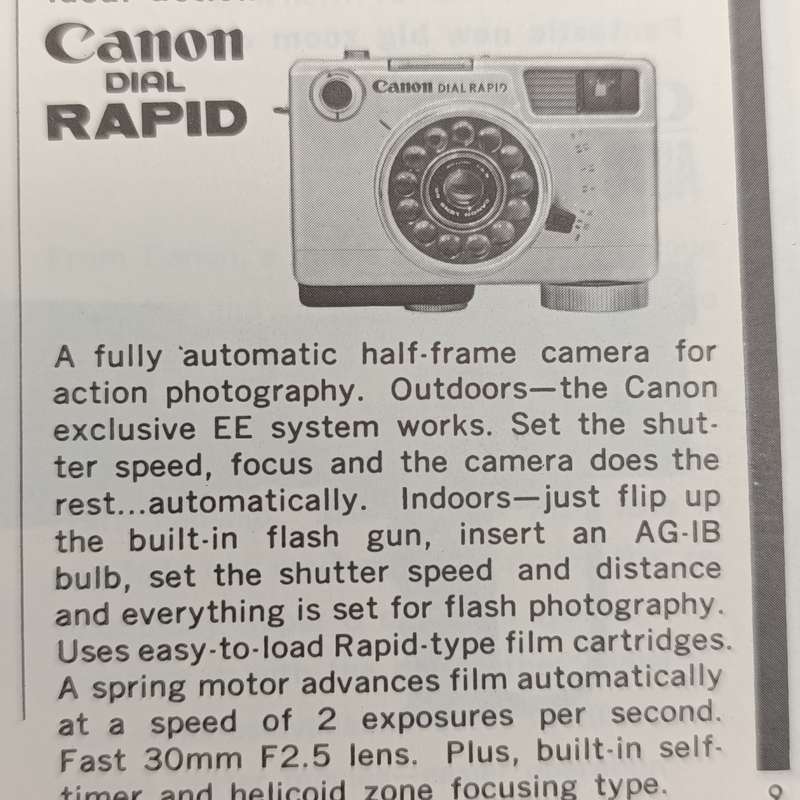 Canon
DIAL
RAPID
Canon DIAL RAPID
A fully automatic half-frame camera for
action photography. Outdoors—the Canon
exclusive EE system works. Set the shut-
ter speed, focus and the camera does the
rest...automatically. Indoors—just flip up
the built-in flash gun, insert an AG-IB
bulb, set the shutter speed and distance
and everything is set for flash photography.
Uses easy-to-load Rapid-type film cartridges.
A spring motor advances film automatically
at a speed of 2 exposures per second.
Fast 30mm F2.5 lens. Plus, built-in self-
timer and helicoid zone focusing type.
9